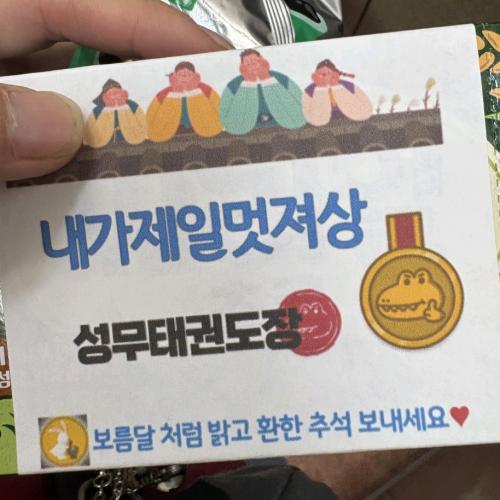 내가제일멋져상
성무태권도장
보름달 처럼 밝고 환한 추석 보내세요♥